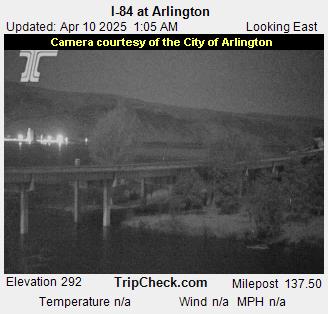 I-84 at Arlington
Updated: Apr 10 2025 1:05 AM Looking East
Camera courtesy of the City of Arlington
Elevation 292 TripCheck.com Milepost 137.50
Temperature n/a Wind n/a MPH n/a